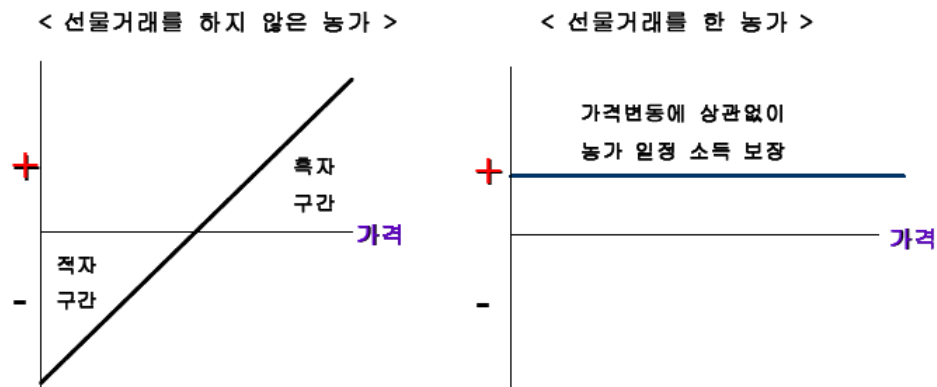 < 선물거래를 하지 않은 농가 >
+
흑자
구간
가격
적자
구간
-
< 선물거래를 한 농가 >
가격변동에 상관없이
농가 일정 소득 보장
+
가격
-